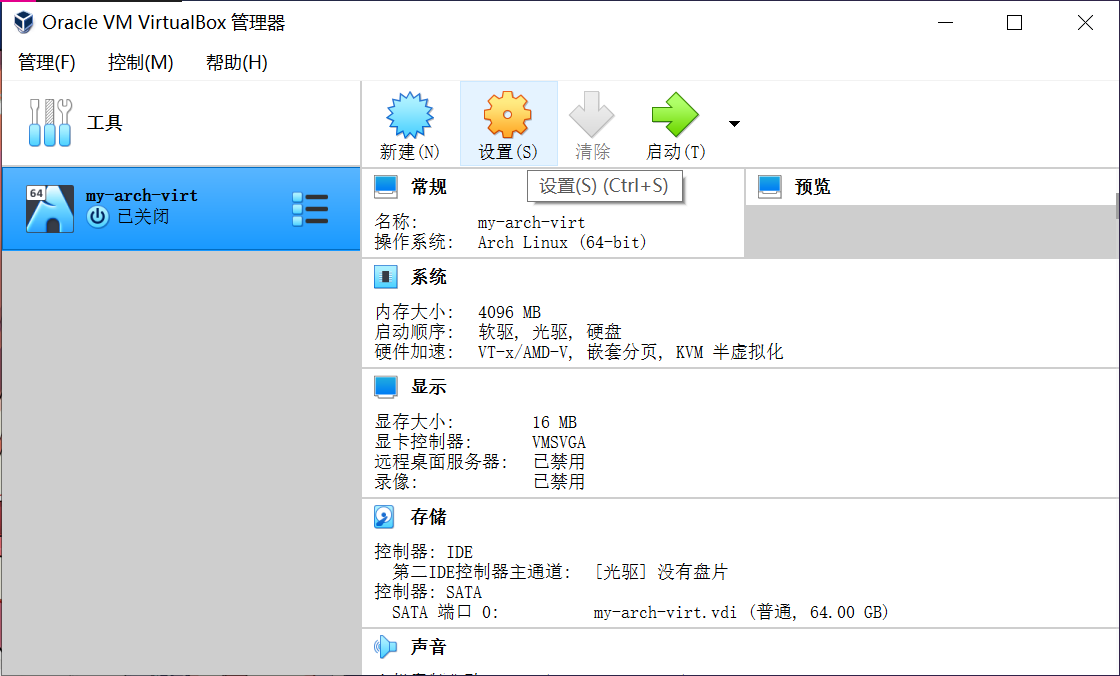 Oracle VM VirtualBox 管理器
管理(F) 控制(M) 帮助(H)
工具
新建(N) 设置(S) 清除 启动(T)
设置(S) (Ctrl+S)
64
my-arch-virt
已关闭
常规
名称: my-arch-virt
操作系统: Arch Linux (64-bit)
预览
系统
内存大小: 4096 MB
启动顺序: 软驱, 光驱, 硬盘
硬件加速: VT-x/AMD-V, 嵌套分页, KVM 半虚拟化
显示
显存大小: 16 MB
显卡控制器: VMSVGA
远程桌面服务器: 已禁用
录像: 已禁用
存储
控制器: IDE
第二IDE控制器主通道: [光驱] 没有盘片
控制器: SATA
SATA 端口 0: my-arch-virt.vdi (普通, 64.00 GB)
声音